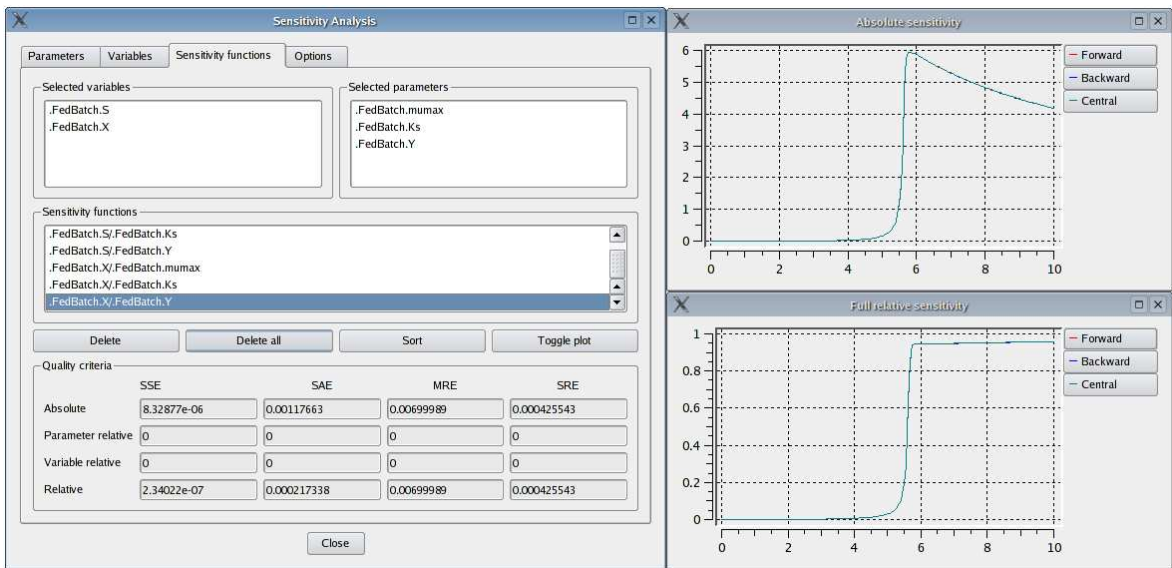 Sensitivity Analysis
Parameters Variables Sensitivity functions Options
Selected variables
.FedBatch.S
.FedBatch.X
Selected parameters
.FedBatch.mumax
.FedBatch.Ks
.FedBatch.Y
Sensitivity functions
.FedBatch.S/.FedBatch.Ks
.FedBatch.S/.FedBatch.Y
.FedBatch.X/.FedBatch.mumax
.FedBatch.X/.FedBatch.Ks
.FedBatch.X/.FedBatch.Y
Delete Delete all Sort Toggle plot
Quality criteria
SSE SAE MRE SRE
Absolute 8.32877e-06 0.00117663 0.00699989 0.000425543
Parameter relative 0 0 0 0
Variable relative 0 0 0 0
Relative 2.34022e-07 0.000217338 0.00699989 0.000425543
Close
Absolute sensitivity
6
5
4
3
2
1
0
0 2 4 6 8 10
Forward
Backward
Central
Full relative sensitivity
1
0.8
0.6
0.4
0.2
0
0 2 4 6 8 10
Forward
Backward
Central